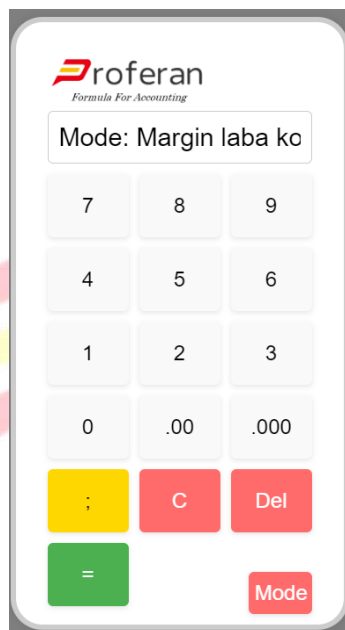 Proferan
Formula For Accounting
Mode: Margin laba ko
7 8 9
4 5 6
1 2 3
0 .00 .000
; C Del
=
Mode